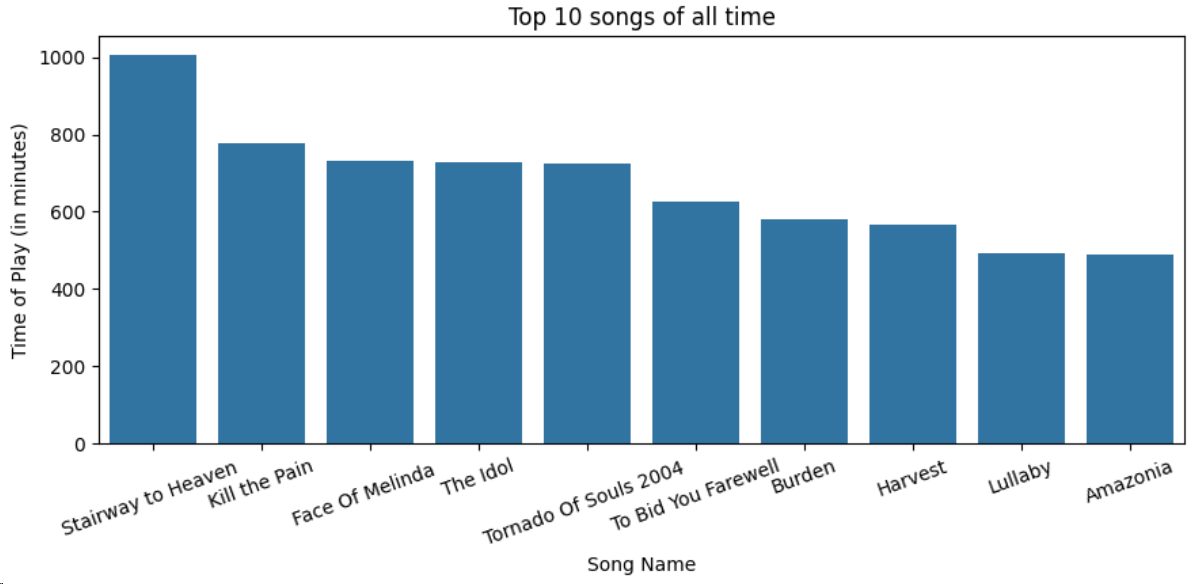 Top 10 songs of all time
Time of Play (in minutes)
1000
800
600
400
200
0
Stairway to Heaven
Kill the Pain
Face Of Melinda
The Idol
Tornado Of Souls 2004
To Bid You Farewell
Burden
Harvest
Lullaby
Amazonia
Song Name